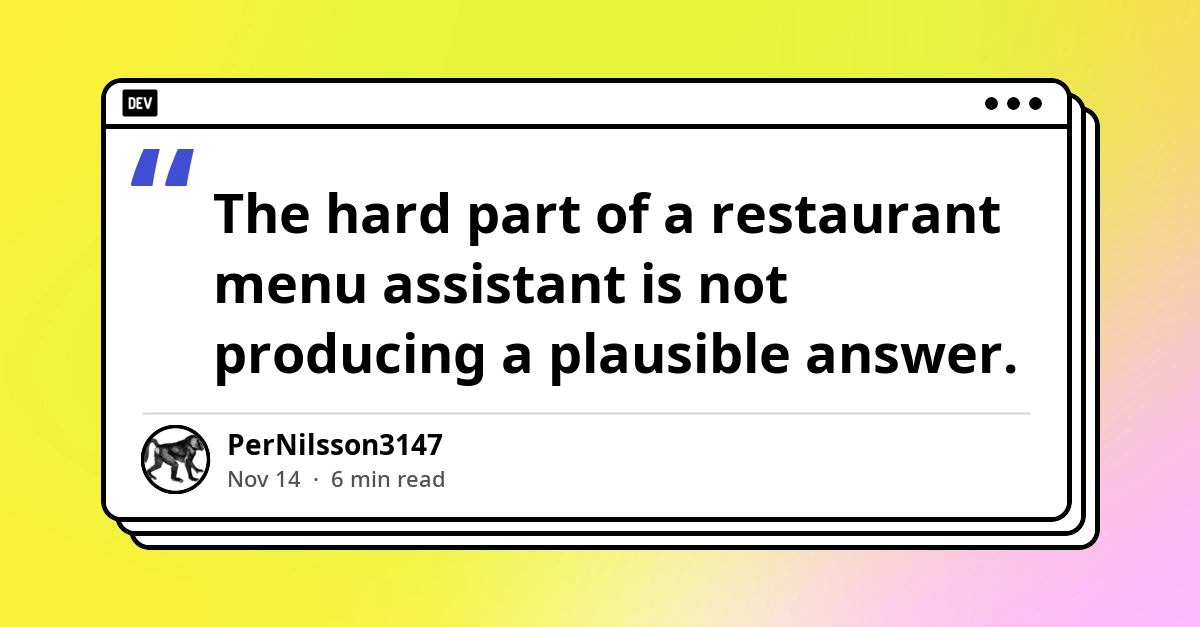 DEV
“
The hard part of a restaurant
menu assistant is not
producing a plausible answer.
PerNilsson3147
Nov 14 · 6 min read